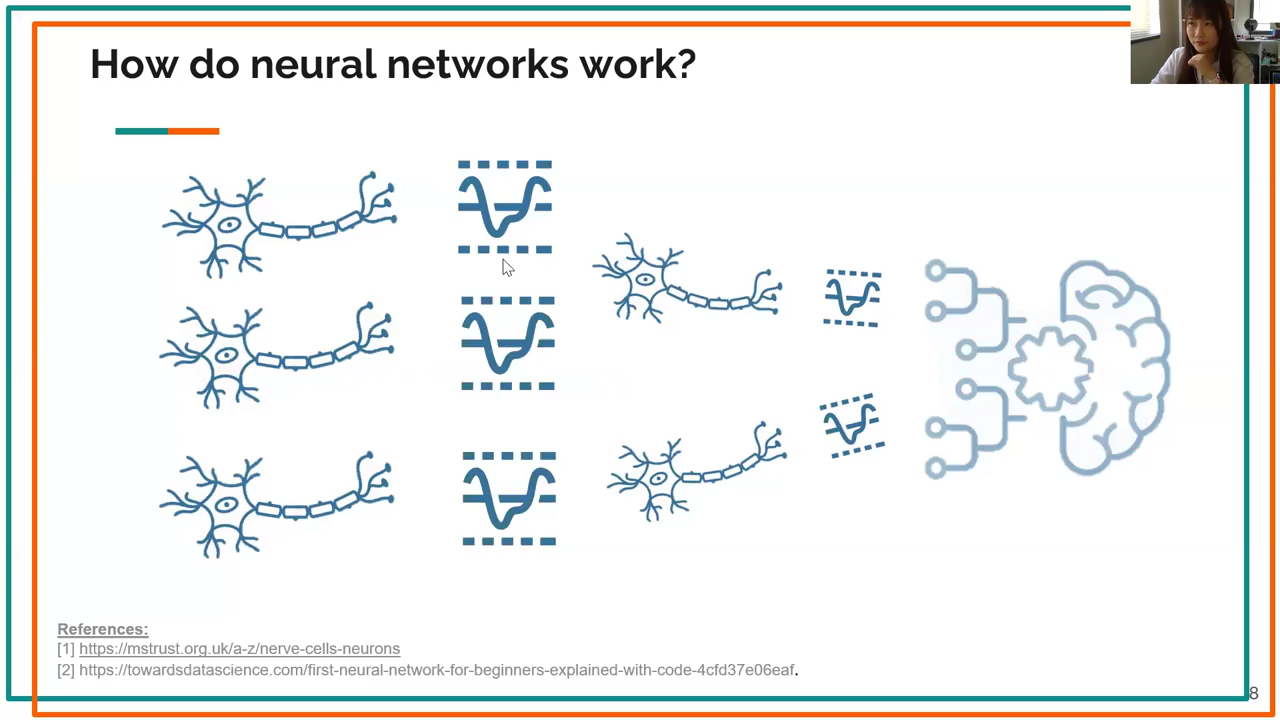 How do neural networks work?
References:
[1] https://mstrust.org.uk/a-z/nerve-cells-neurons
[2] https://towardsdatascience.com/first-neural-network-for-beginners-explained-with-code-4cfd37e06eaf.
8